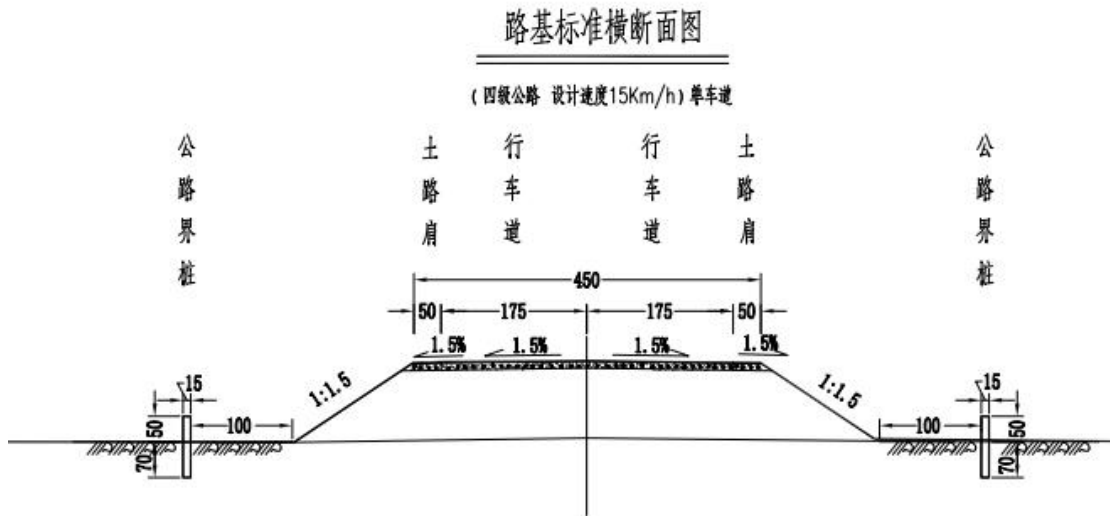 路基标准横断面图
(四级公路 设计速度15Km/h)单车道
公路界桩
土路肩
行车道
行车道
土路肩
公路界桩
450
50 175 175 50
1.5% 1.5% 1.5% 1.5%
1:1.5 1:1.5
15 15
50 100 100 50
70 70